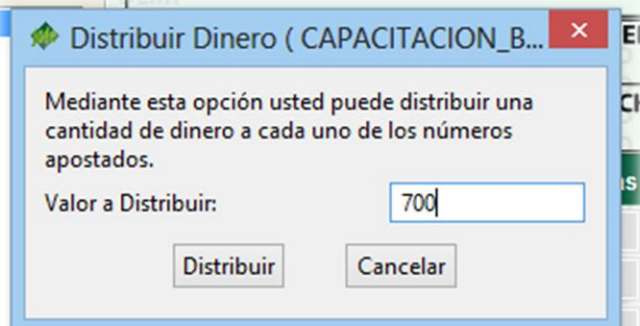 Distribuir Dinero ( CAPACITACION_B...
Mediante esta opción usted puede distribuir una
cantidad de dinero a cada uno de los números
apostados.
Valor a Distribuir: 700
Distribuir Cancelar